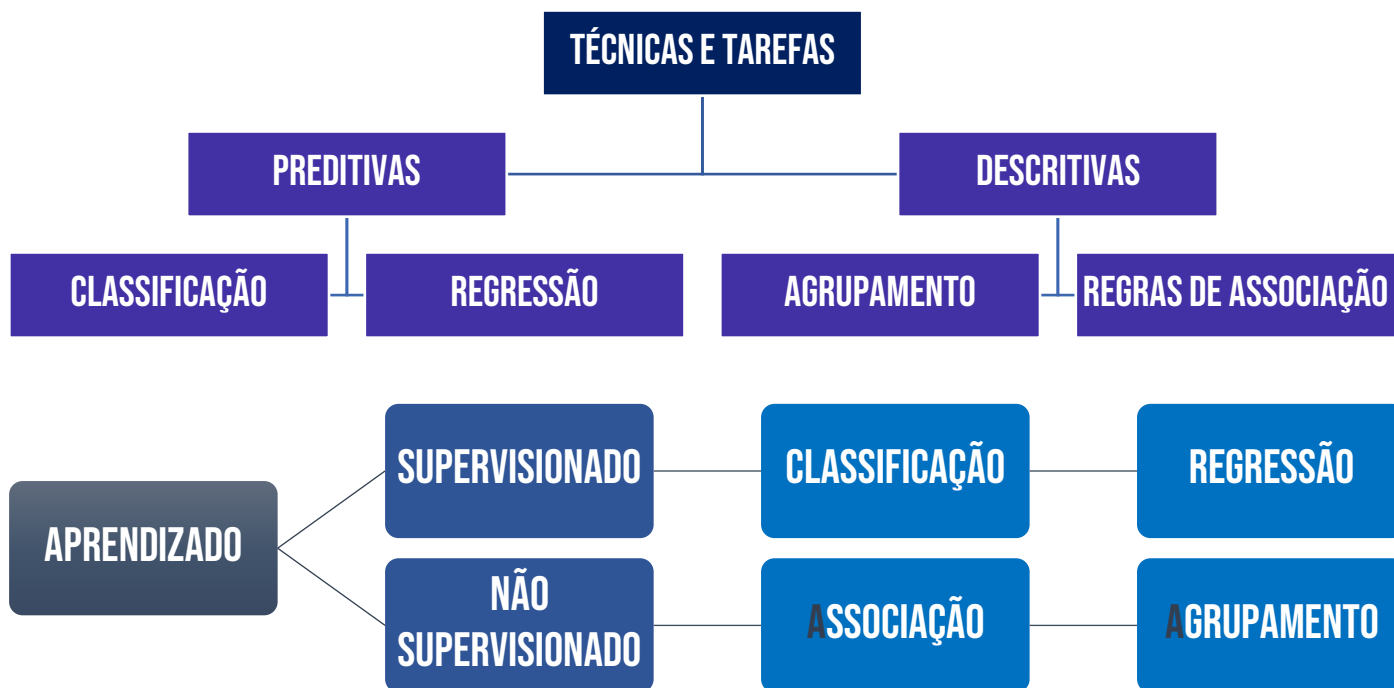 TÉCNICAS E TAREFAS
PREDITIVAS
DESCRITIVAS
CLASSIFICAÇÃO
REGRESSÃO
AGRUPAMENTO
REGRAS DE ASSOCIAÇÃO
SUPERVISIONADO
CLASSIFICAÇÃO
REGRESSÃO
APRENDIZADO
NÃO
SUPERVISIONADO
ASSOCIAÇÃO
AGRUPAMENTO